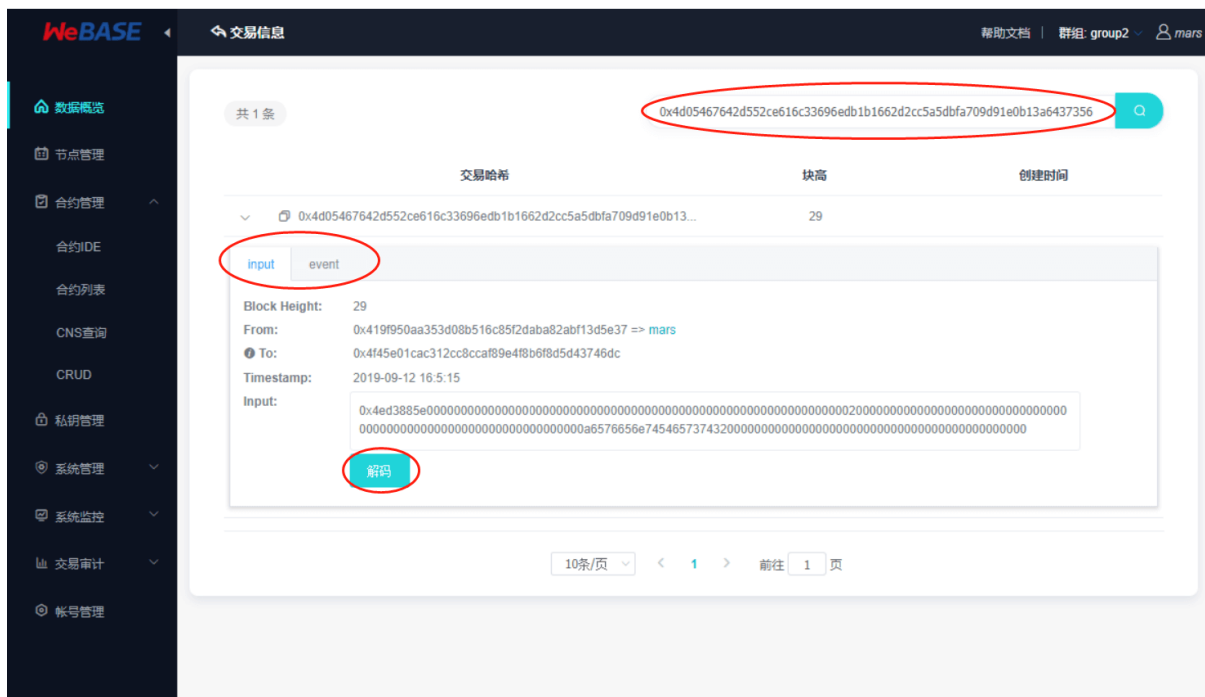 WeBASE
交易信息
帮助文档 | 群组: group2 mars
数据概览
节点管理
合约管理
合约IDE
合约列表
CNS查询
CRUD
私钥管理
系统管理
系统监控
交易审计
帐号管理
共 1 条
0x4d05467642d552ce616c33696edb1b1662d2cc5a5dbfa709d91e0b13a6437356
交易哈希 块高 创建时间
0x4d05467642d552ce616c33696edb1b1662d2cc5a5dbfa709d91e0b13... 29
input event
Block Height: 29
From: 0x419f950aa353d08b516c85f2daba82abf13d5e37 => mars
To: 0x4f45e01cac312cc8ccaf89e4f8b6f8d5d43746dc
Timestamp: 2019-09-12 16:5:15
Input:
解码
10条/页 1 前往 1 页